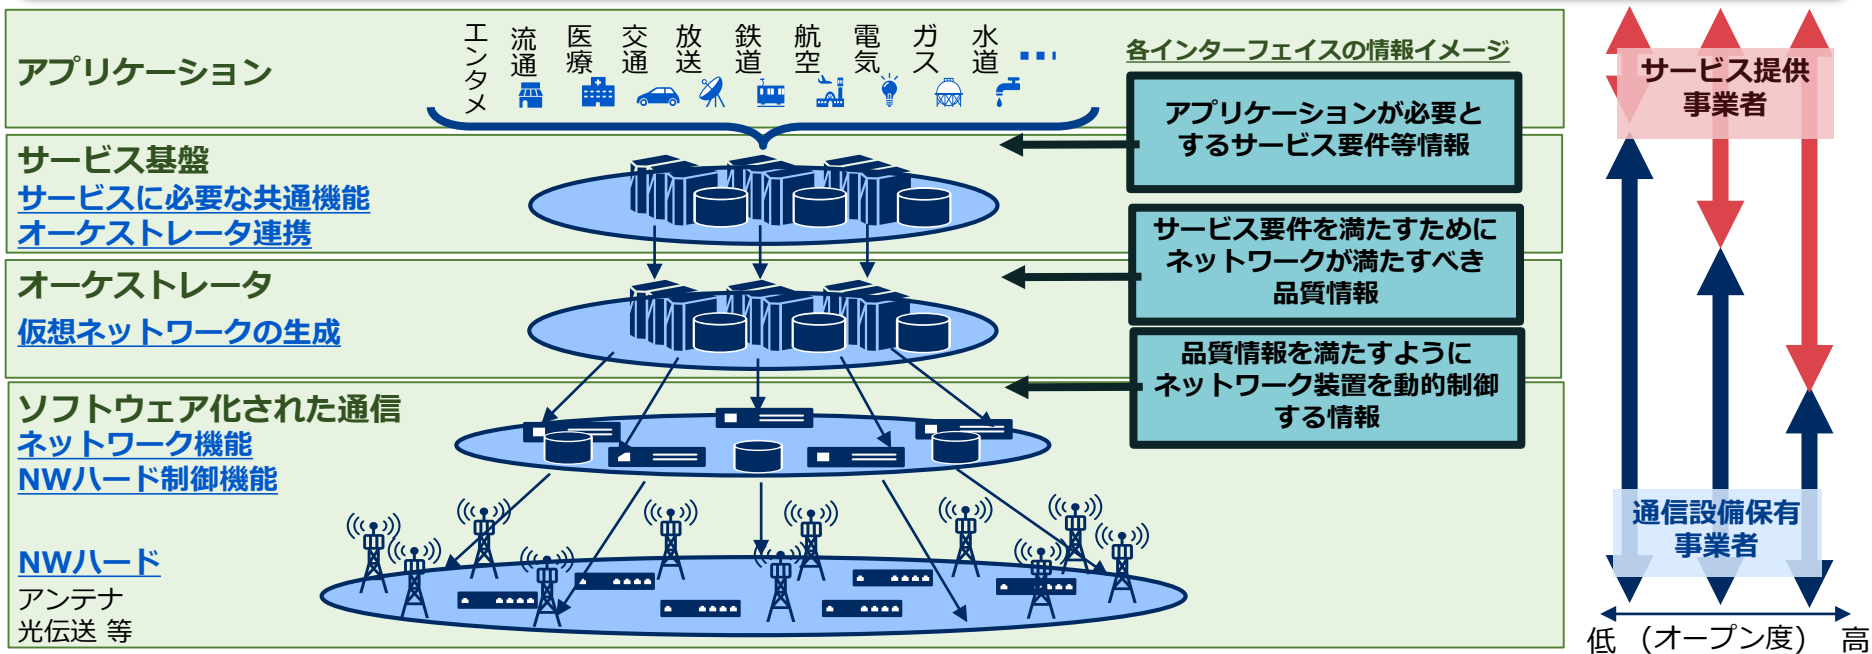 アプリケーション
エンタメ
流通
医療
交通
放送
鉄道
航空
電気
ガス
水道
各インターフェイスの情報イメージ
アプリケーションが必要と
するサービス要件等情報
サービス基盤
サービスに必要な共通機能
オーケストレータ連携
サービス要件を満たすために
ネットワークが満たすべき
品質情報
オーケストレータ
仮想ネットワークの生成
品質情報を満たすように
ネットワーク装置を動的制御
する情報
ソフトウェア化された通信
ネットワーク機能
NWハード制御機能
NWハード
アンテナ
光伝送 等
サービス提供
事業者
通信設備保有
事業者
低 (オープン度) 高